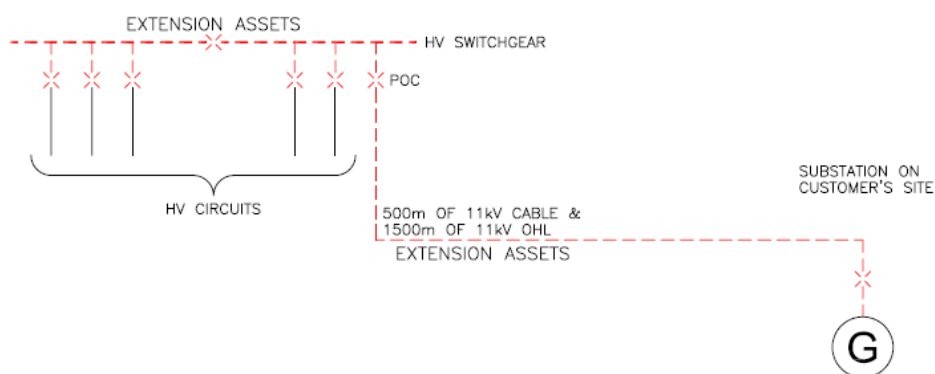 EXTENSION ASSETS
HV SWITCHGEAR
POC
HV CIRCUITS
SUBSTATION ON
CUSTOMER'S SITE
500m OF 11kV CABLE &
1500m OF 11kV OHL
EXTENSION ASSETS
G